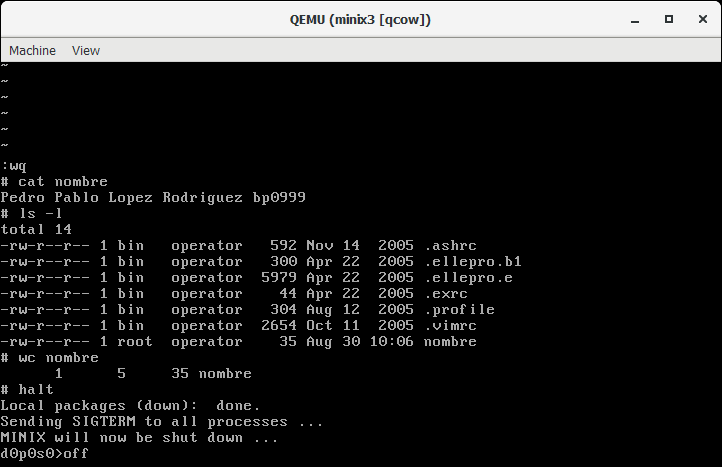 QEMU (minix3 [qcow])
Machine View
~
~
~
~
~
~
:wq
# cat nombre
Pedro Pablo Lopez Rodriguez bp0999
# ls -l
total 14
-rw-r--r-- 1 bin   operator   592 Nov 14  2005 .ashrc
-rw-r--r-- 1 bin   operator   300 Apr 22  2005 .ellepro.b1
-rw-r--r-- 1 bin   operator  5979 Apr 22  2005 .ellepro.e
-rw-r--r-- 1 bin   operator    44 Apr 22  2005 .exrc
-rw-r--r-- 1 bin   operator   304 Aug 12  2005 .profile
-rw-r--r-- 1 bin   operator  2654 Oct 11  2005 .vimrc
-rw-r--r-- 1 root  operator    35 Aug 30 10:06 nombre
# wc nombre
      1      5     35 nombre
# halt
Local packages (down):  done.
Sending SIGTERM to all processes ...
MINIX will now be shut down ...
d0p0s0>off